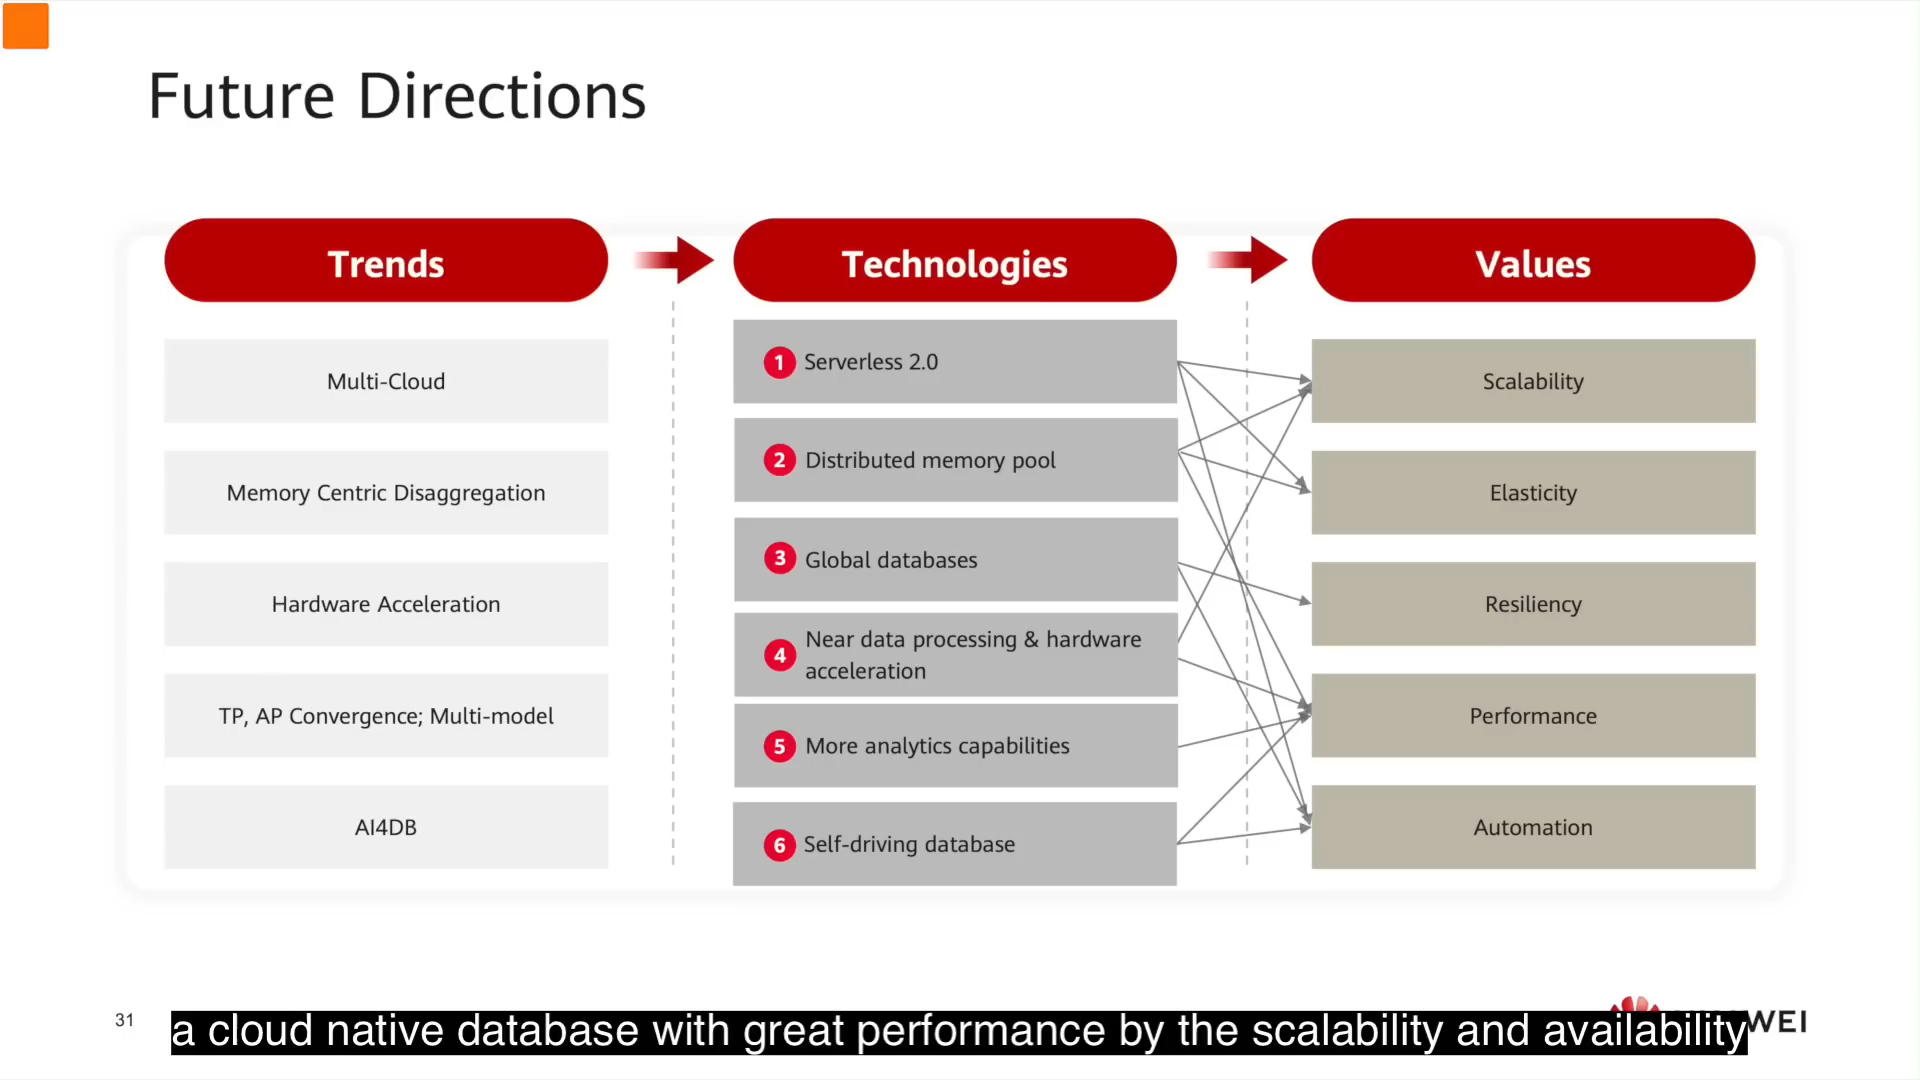 Future Directions
Trends
Technologies
Values
Multi-Cloud
Memory Centric Disaggregation
Hardware Acceleration
TP, AP Convergence; Multi-model
AI4DB
1 Serverless 2.0
2 Distributed memory pool
3 Global databases
4 Near data processing & hardware
acceleration
5 More analytics capabilities
6 Self-driving database
Scalability
Elasticity
Resiliency
Performance
Automation
31
a cloud native database with great performance by the scalability and availability